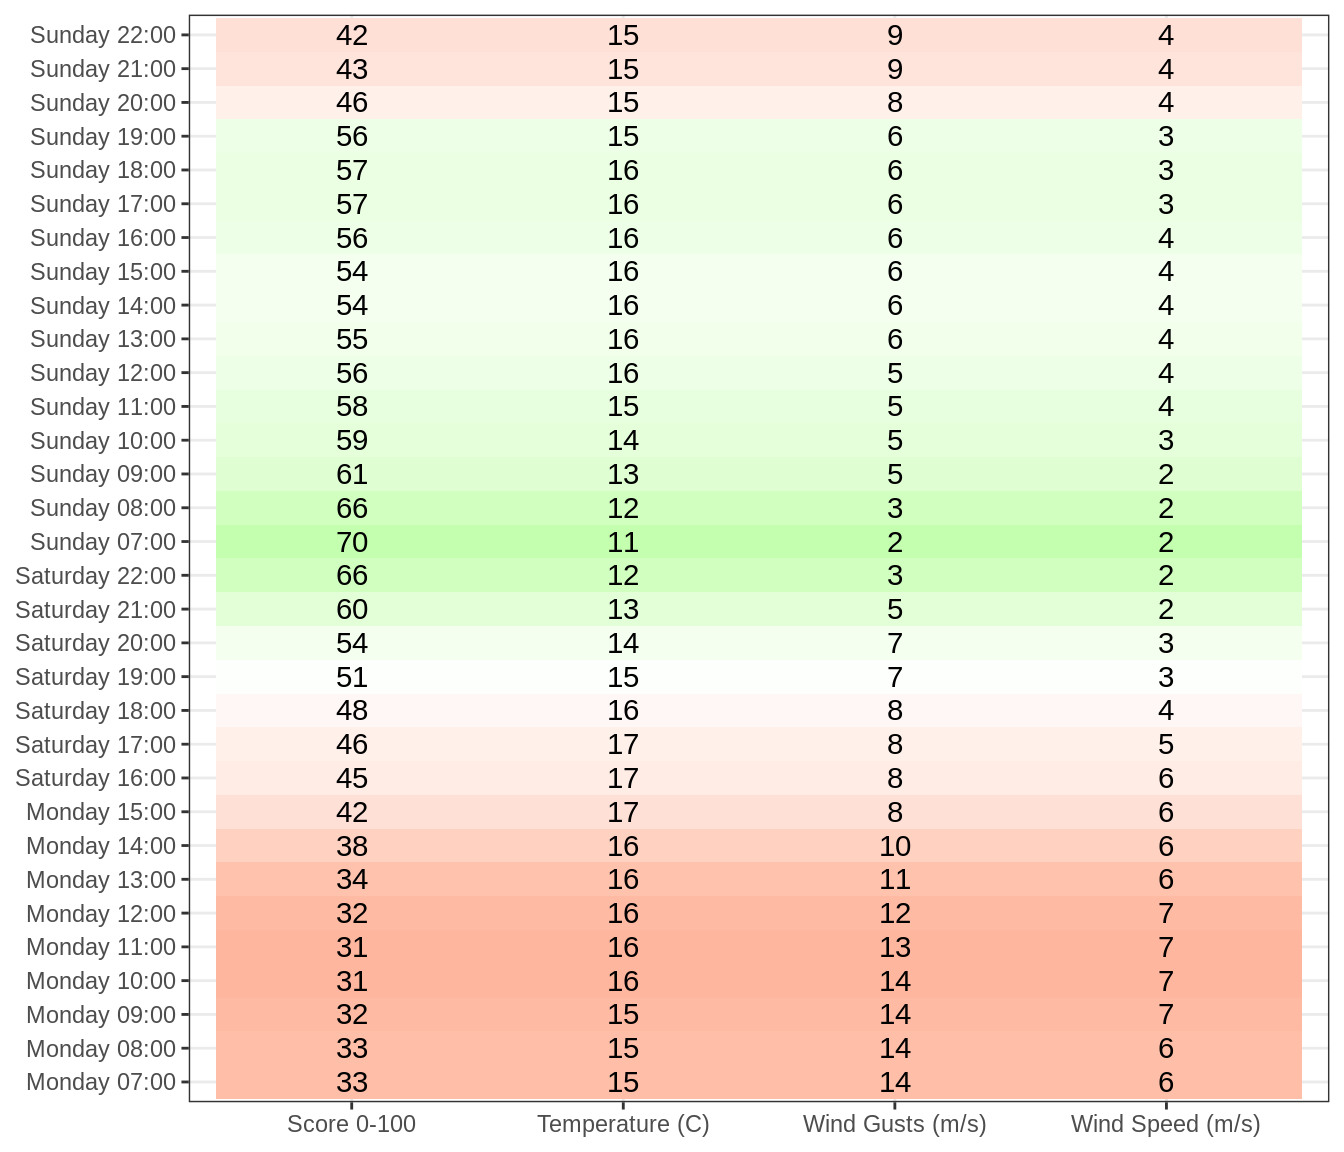 Sunday 22:00 42 15 9 4
Sunday 21:00 43 15 9 4
Sunday 20:00 46 15 8 4
Sunday 19:00 56 15 6 3
Sunday 18:00 57 16 6 3
Sunday 17:00 57 16 6 3
Sunday 16:00 56 16 6 4
Sunday 15:00 54 16 6 4
Sunday 14:00 54 16 6 4
Sunday 13:00 55 16 6 4
Sunday 12:00 56 16 5 4
Sunday 11:00 58 15 5 4
Sunday 10:00 59 14 5 3
Sunday 09:00 61 13 5 2
Sunday 08:00 66 12 3 2
Sunday 07:00 70 11 2 2
Saturday 22:00 66 12 3 2
Saturday 21:00 60 13 5 2
Saturday 20:00 54 14 7 3
Saturday 19:00 51 15 7 3
Saturday 18:00 48 16 8 4
Saturday 17:00 46 17 8 5
Saturday 16:00 45 17 8 6
Monday 15:00 42 17 8 6
Monday 14:00 38 16 10 6
Monday 13:00 34 16 11 6
Monday 12:00 32 16 12 7
Monday 11:00 31 16 13 7
Monday 10:00 31 16 14 7
Monday 09:00 32 15 14 7
Monday 08:00 33 15 14 6
Monday 07:00 33 15 14 6
Score 0-100 Temperature (C) Wind Gusts (m/s) Wind Speed (m/s)